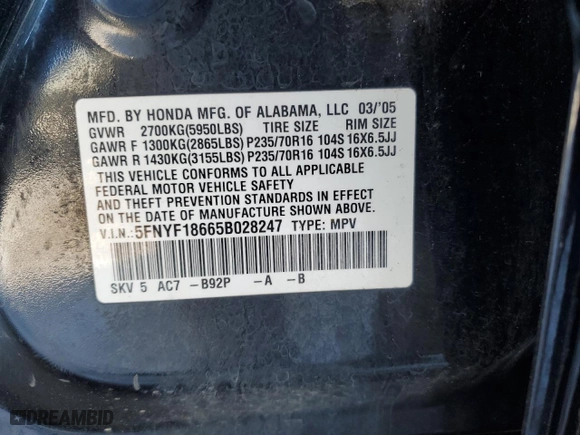 MFD. BY HONDA MFG. OF ALABAMA, LLC 03/'05
GVWR 2700KG(5950LBS) TIRE SIZE RIM SIZE
GAWR F 1300KG(2865LBS) P235/70R16 104S 16X6.5JJ
GAWR R 1430KG(3155LBS) P235/70R16 104S 16X6.5JJ
THIS VEHICLE CONFORMS TO ALL APPLICABLE
FEDERAL MOTOR VEHICLE SAFETY
AND THEFT PREVENTION STANDARDS IN EFFECT
ON THE DATE OF MANUFACTURE SHOWN ABOVE.
V.I.N.: 5FNYF18665B028247 TYPE: MPV
SKV 5 AC7 -B92P -A -B
DREAMBID